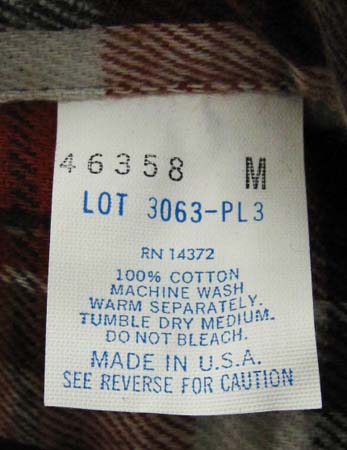 46358 M
LOT 3063-PL3
RN 14372
100% COTTON
MACHINE WASH
WARM SEPARATELY.
TUMBLE DRY MEDIUM.
DO NOT BLEACH.
MADE IN U.S.A.
SEE REVERSE FOR CAUTION